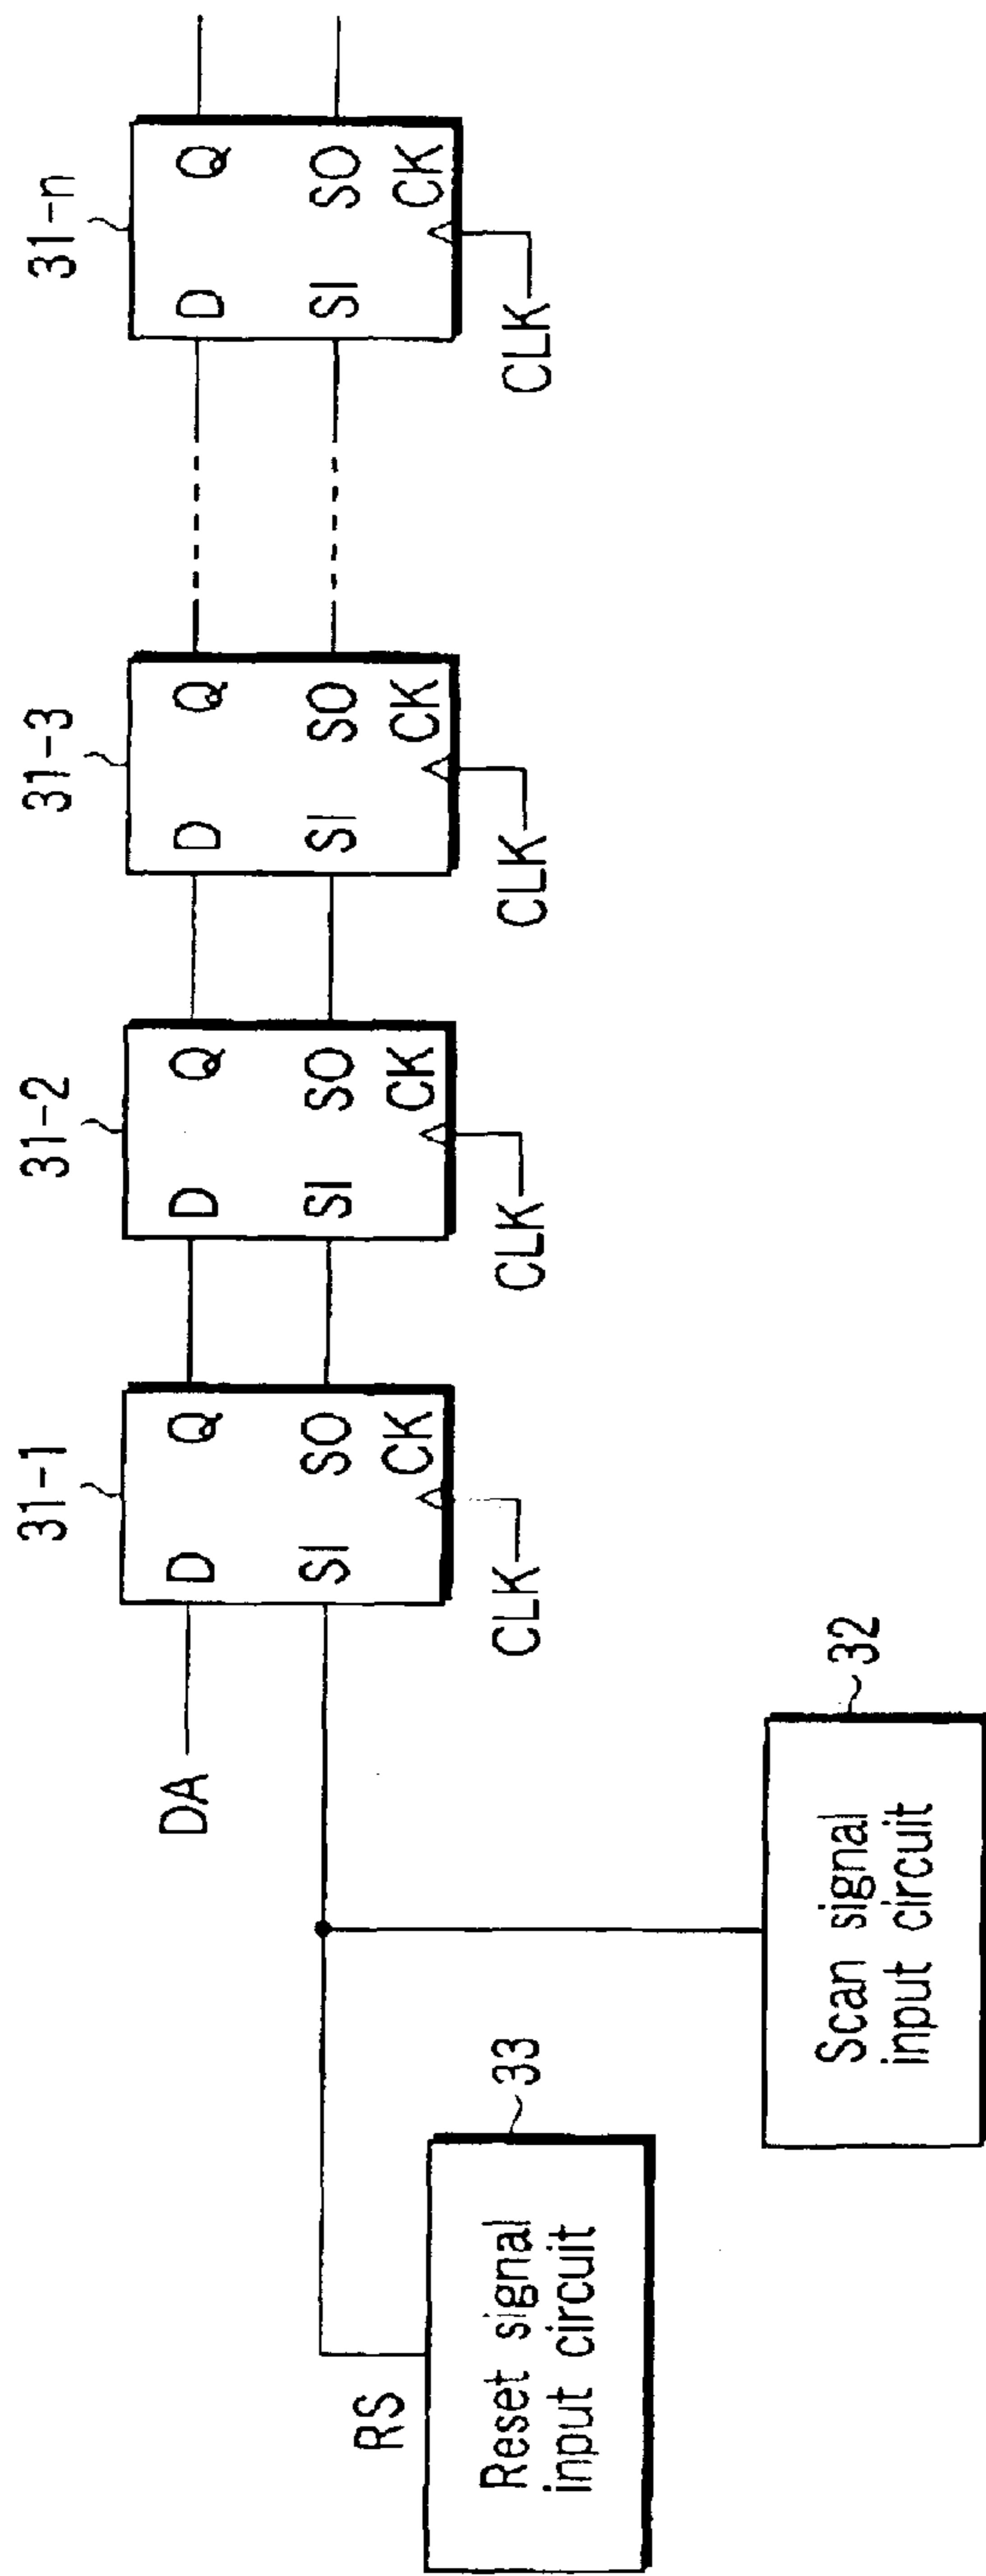 31-1
31-2
31-3
31-n
D Q
D Q
D Q
D Q
DA
SI SO
SI SO
SI SO
SI SO
CK
CK
CK
CK
RS
CLK
CLK
CLK
CLK
33
Reset signal
input circuit
32
Scan signal
input circuit